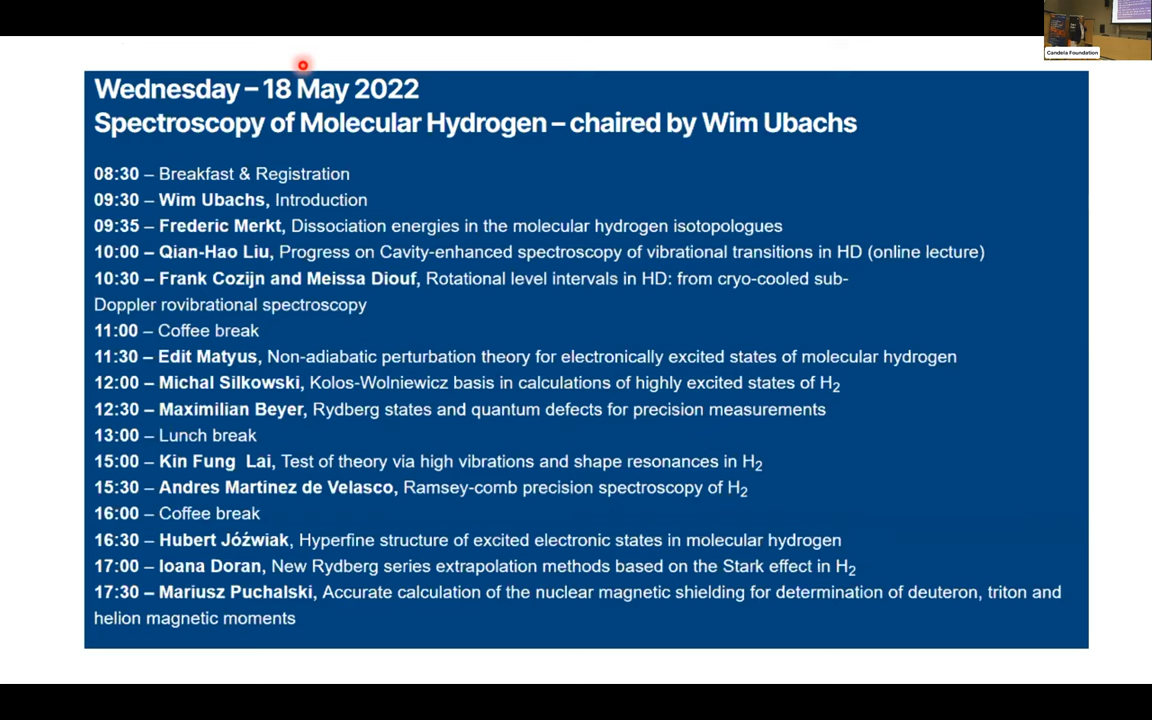 Candela Foundation
Wednesday – 18 May 2022
Spectroscopy of Molecular Hydrogen – chaired by Wim Ubachs
08:30 – Breakfast & Registration
09:30 – Wim Ubachs, Introduction
09:35 – Frederic Merkt, Dissociation energies in the molecular hydrogen isotopologues
10:00 – Qian-Hao Liu, Progress on Cavity-enhanced spectroscopy of vibrational transitions in HD (online lecture)
10:30 – Frank Cozijn and Meissa Diouf, Rotational level intervals in HD: from cryo-cooled sub-
Doppler rovibrational spectroscopy
11:00 – Coffee break
11:30 – Edit Matyus, Non-adiabatic perturbation theory for electronically excited states of molecular hydrogen
12:00 – Michal Silkowski, Kolos-Wolniewicz basis in calculations of highly excited states of H₂
12:30 – Maximilian Beyer, Rydberg states and quantum defects for precision measurements
13:00 – Lunch break
15:00 – Kin Fung  Lai, Test of theory via high vibrations and shape resonances in H₂
15:30 – Andres Martinez de Velasco, Ramsey-comb precision spectroscopy of H₂
16:00 – Coffee break
16:30 – Hubert Jóźwiak, Hyperfine structure of excited electronic states in molecular hydrogen
17:00 – Ioana Doran, New Rydberg series extrapolation methods based on the Stark effect in H₂
17:30 – Mariusz Puchalski, Accurate calculation of the nuclear magnetic shielding for determination of deuteron, triton and
helion magnetic moments